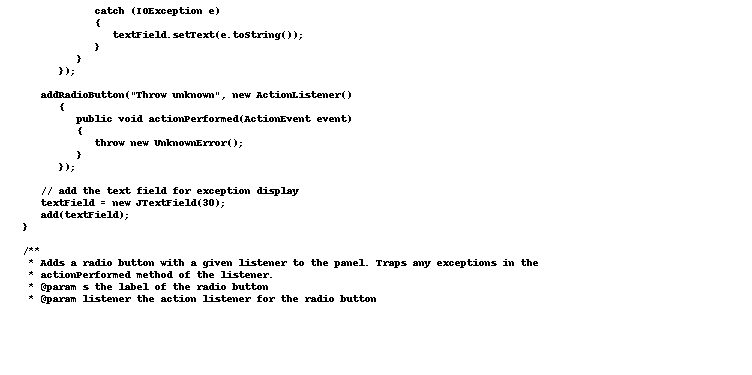 catch (IOException e)
{
textField.setText(e.toString());
}
}
});
addRadioButton("Throw unknown", new ActionListener()
{
public void actionPerformed(ActionEvent event)
{
throw new UnknownError();
}
});
// add the text field for exception display
textField = new JTextField(30);
add(textField);
}
/**
* Adds a radio button with a given listener to the panel. Traps any exceptions in the
* actionPerformed method of the listener.
* @param s the label of the radio button
* @param listener the action listener for the radio button